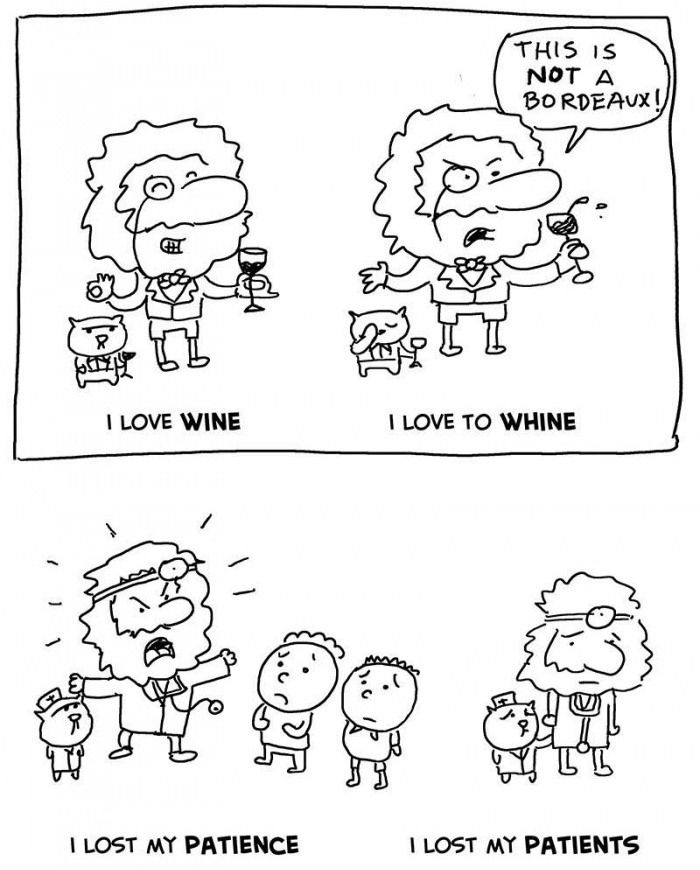 THIS IS
NOT A
BORDEAUX!
I LOVE WINE
I LOVE TO WHINE
I LOST MY PATIENCE
I LOST MY PATIENTS